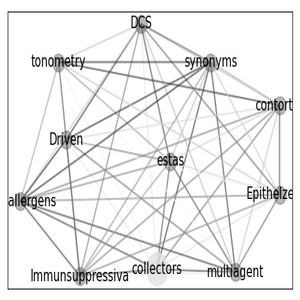 DCS
tonometry
synonyms
contort
Driven
estas
allergens
Epithelze
Immunsuppressiva
collectors
multiagent